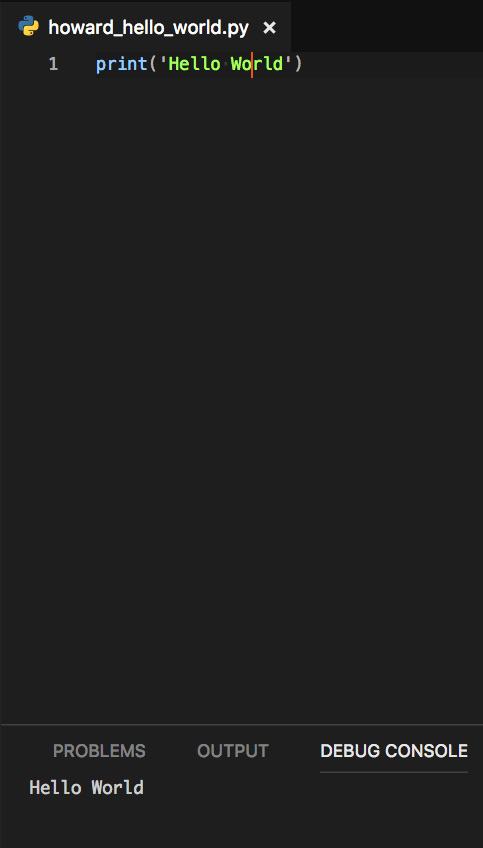 howard_hello_world.py ×
1 print('Hello World')
PROBLEMS OUTPUT DEBUG CONSOLE
Hello World